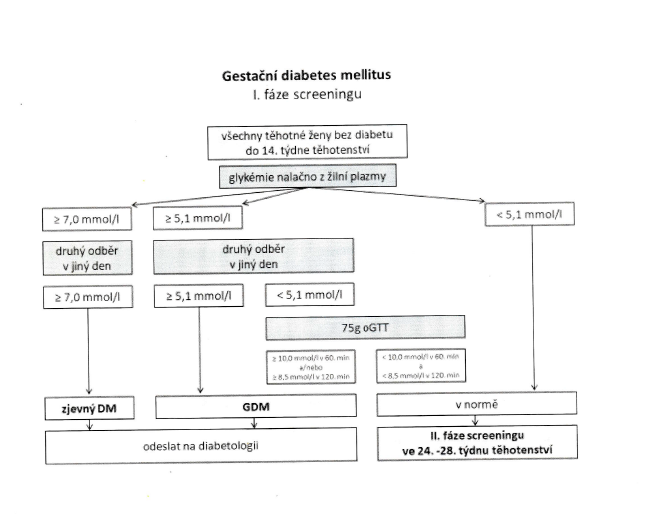 Gestační diabetes mellitus
I. fáze screeningu
všechny těhotné ženy bez diabetu
do 14. týdne těhotenství
glykémie nalačno z žilní plazmy
≥ 7,0 mmol/l
≥ 5,1 mmol/l
< 5,1 mmol/l
druhý odběr
v jiný den
druhý odběr
v jiný den
≥ 7,0 mmol/l
≥ 5,1 mmol/l
< 5,1 mmol/l
75g oGTT
≥ 10,0 mmol/l v 60. min
a/nebo
≥ 8,5 mmol/l v 120. min
< 10,0 mmol/l v 60. min
a
< 8,5 mmol/l v 120. min
zjevný DM
GDM
v normě
odeslat na diabetologii
II. fáze screeningu
ve 24. -28. týdnu těhotenství